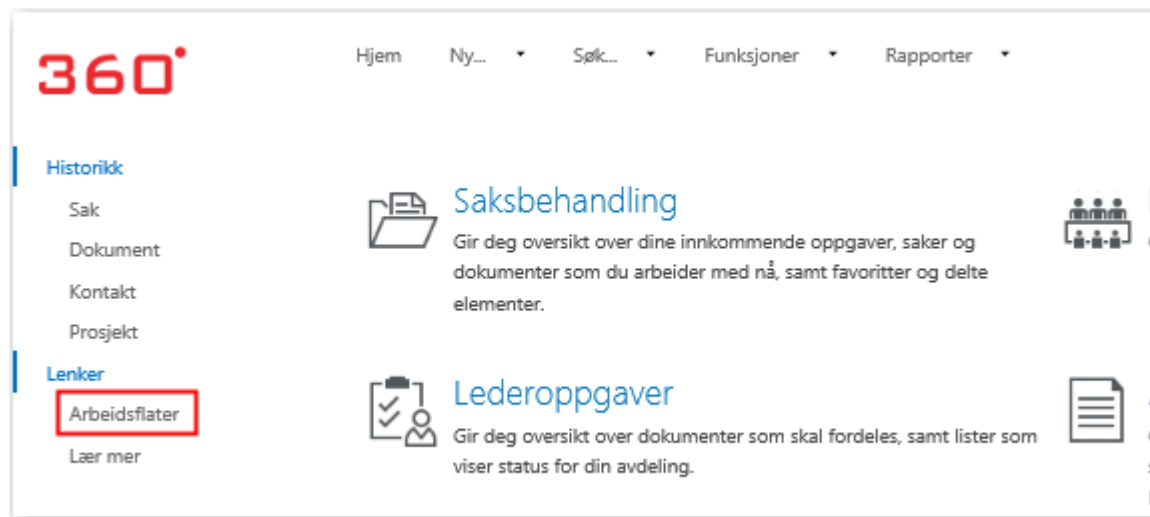 360°
Hjem Ny... Søk... Funksjoner Rapporter
Historikk
Sak
Dokument
Kontakt
Prosjekt
Lenker
Arbeidsflater
Lær mer
Saksbehandling
Gir deg oversikt over dine innkommende oppgaver, saker og
dokumenter som du arbeider med nå, samt favoritter og delte
elementer.
Lederoppgaver
Gir deg oversikt over dokumenter som skal fordeles, samt lister som
viser status for din avdeling.